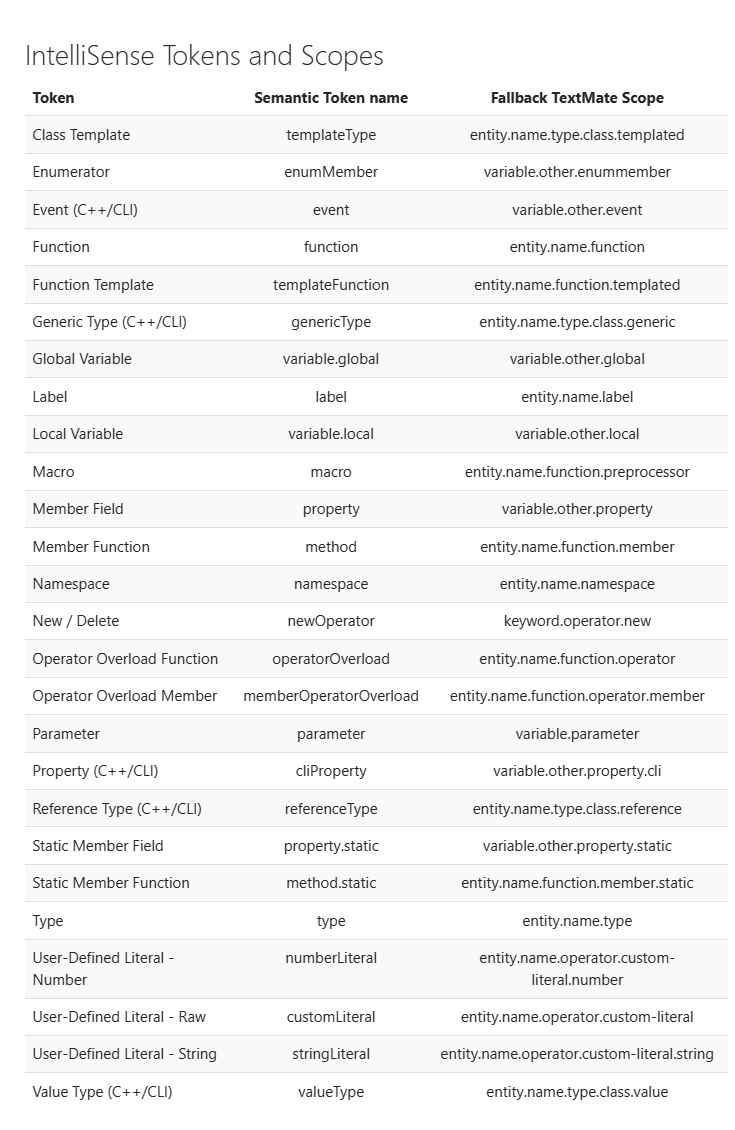 IntelliSense Tokens and Scopes
Token Semantic Token name Fallback TextMate Scope
Class Template templateType entity.name.type.class.templated
Enumerator enumMember variable.other.enummember
Event (C++/CLI) event variable.other.event
Function function entity.name.function
Function Template templateFunction entity.name.function.templated
Generic Type (C++/CLI) genericType entity.name.type.class.generic
Global Variable variable.global variable.other.global
Label label entity.name.label
Local Variable variable.local variable.other.local
Macro macro entity.name.function.preprocessor
Member Field property variable.other.property
Member Function method entity.name.function.member
Namespace namespace entity.name.namespace
New / Delete newOperator keyword.operator.new
Operator Overload Function operatorOverload entity.name.function.operator
Operator Overload Member memberOperatorOverload entity.name.function.operator.member
Parameter parameter variable.parameter
Property (C++/CLI) cliProperty variable.other.property.cli
Reference Type (C++/CLI) referenceType entity.name.type.class.reference
Static Member Field property.static variable.other.property.static
Static Member Function method.static entity.name.function.member.static
Type type entity.name.type
User-Defined Literal - numberLiteral entity.name.operator.custom-
Number literal.number
User-Defined Literal - Raw customLiteral entity.name.operator.custom-literal
User-Defined Literal - String stringLiteral entity.name.operator.custom-literal.string
Value Type (C++/CLI) valueType entity.name.type.class.value